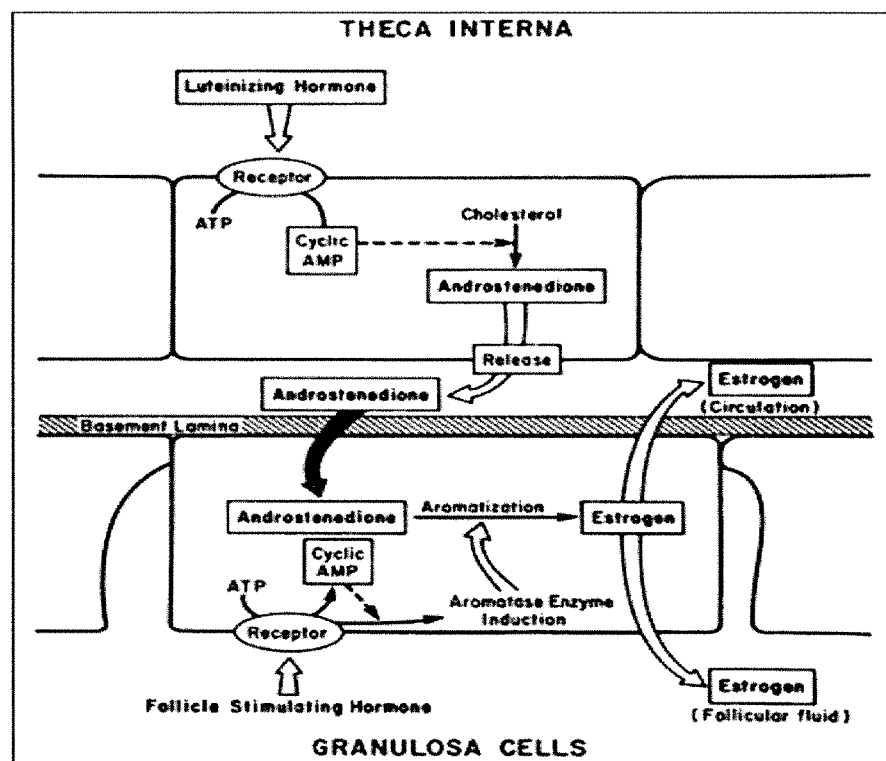 THECA INTERNA
Luteinizing Hormone
Receptor
ATP
Cholesterol
Cyclic
AMP
Androstenedione
Release
Androstenedione
Estrogen
(Circulation)
Basement Lamina
Androstenedione
Aromatization
Estrogen
Cyclic
AMP
ATP
Aromatase Enzyme
Induction
Receptor
Follicle Stimulating Hormone
Estrogen
(Follicular fluid)
GRANULOSA CELLS